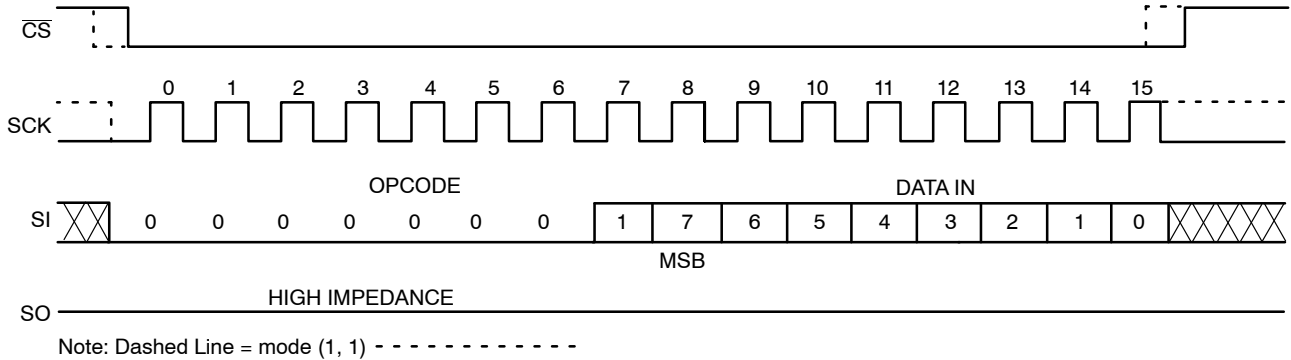 CS
0 1 2 3 4 5 6 7 8 9 10 11 12 13 14 15
SCK
OPCODE DATA IN
SI 0 0 0 0 0 0 0 1 7 6 5 4 3 2 1 0
MSB
HIGH IMPEDANCE
SO
Note: Dashed Line = mode (1, 1)